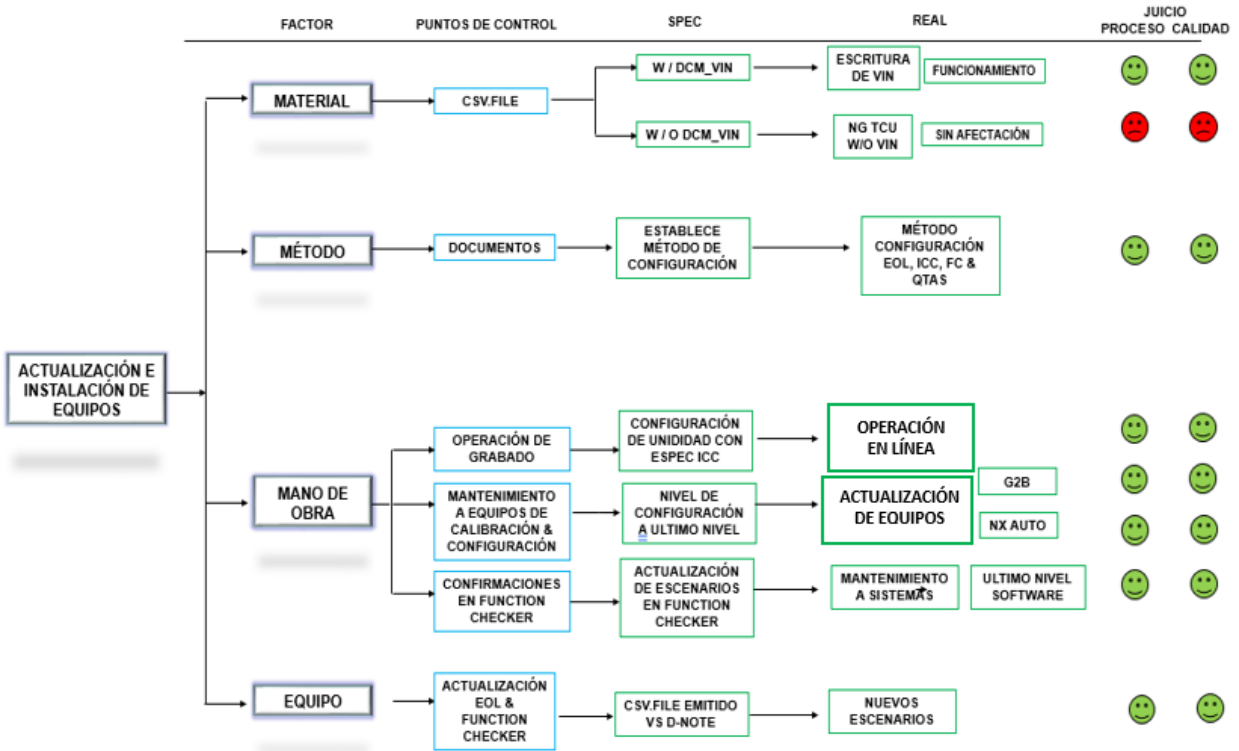 FACTOR
PUNTOS DE CONTROL
SPEC
REAL
JUICIO
PROCESO CALIDAD
MATERIAL
CSV.FILE
W / DCM_VIN
ESCRITURA
DE VIN
FUNCIONAMIENTO
W / O DCM_VIN
NG TCU
W/O VIN
SIN AFECTACIÓN
MÉTODO
DOCUMENTOS
ESTABLECE
MÉTODO DE
CONFIGURACIÓN
MÉTODO
CONFIGURACIÓN
EOL, ICC, FC &
QTAS
ACTUALIZACIÓN E
INSTALACIÓN DE
EQUIPOS
MANO DE
OBRA
OPERACIÓN DE
GRABADO
CONFIGURACIÓN
DE UNIDIDAD CON
ESPEC ICC
OPERACIÓN
EN LÍNEA
MANTENIMIENTO
A EQUIPOS DE
CALIBRACIÓN &
CONFIGURACIÓN
NIVEL DE
CONFIGURACIÓN
A ULTIMO NIVEL
ACTUALIZACIÓN
DE EQUIPOS
G2B
NX AUTO
CONFIRMACIONES
EN FUNCTION
CHECKER
ACTUALIZACIÓN
DE ESCENARIOS
EN FUNCTION
CHECKER
MANTENIMIENTO
A SISTEMAS
ULTIMO NIVEL
SOFTWARE
EQUIPO
ACTUALIZACIÓN
EOL &
FUNCTION
CHECKER
CSV.FILE EMITIDO
VS D-NOTE
NUEVOS
ESCENARIOS